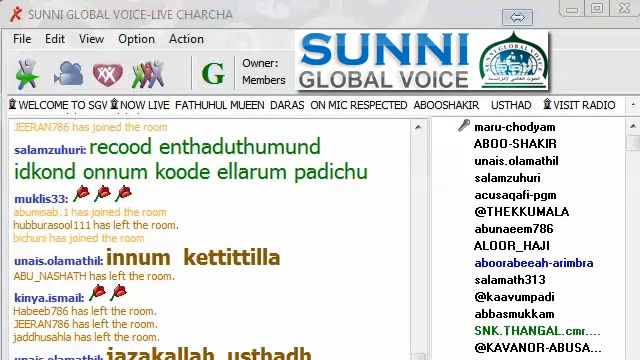 SUNNI GLOBAL VOICE-LIVE CHARCHA
File Edit View Option Action
SUNNI
GLOBAL VOICE
G
Owner:
Members
WELCOME TO SGV NOW LIVE FATHUHUL MUEEN DARAS ON MIC RESPECTED ABOOSHAKIR USTHAD VISIT RADIO
JEERAN786 has joined the room
salamzuhuri: recood enthaduthumund
idkond onnum koode ellarum padichu
muklis33:
abumisab.1 has joined the room
hubburasool111 has left the room.
bichuni has joined the room
unais.olamathil: innum kettittilla
ABU_NASHATH has left the room.
kinya.ismail:
Habeeb786 has left the room.
JEERAN786 has left the room.
jaddhusahla has left the room.
unais.olamathil: jazakallah usthadh
maru-chodyam
ABOO-SHAKIR
unais.olamathil
salamzuhuri
acusaqafi-pgm
@THEKKUMALA
abunaeem786
ALOOR_HAJI
aboorabeeah-arimbra
salamath313
@kaavumpadi
abbasmukkam
SNK.THANGAL.cmr....
@KAVANOR-ABUSA...